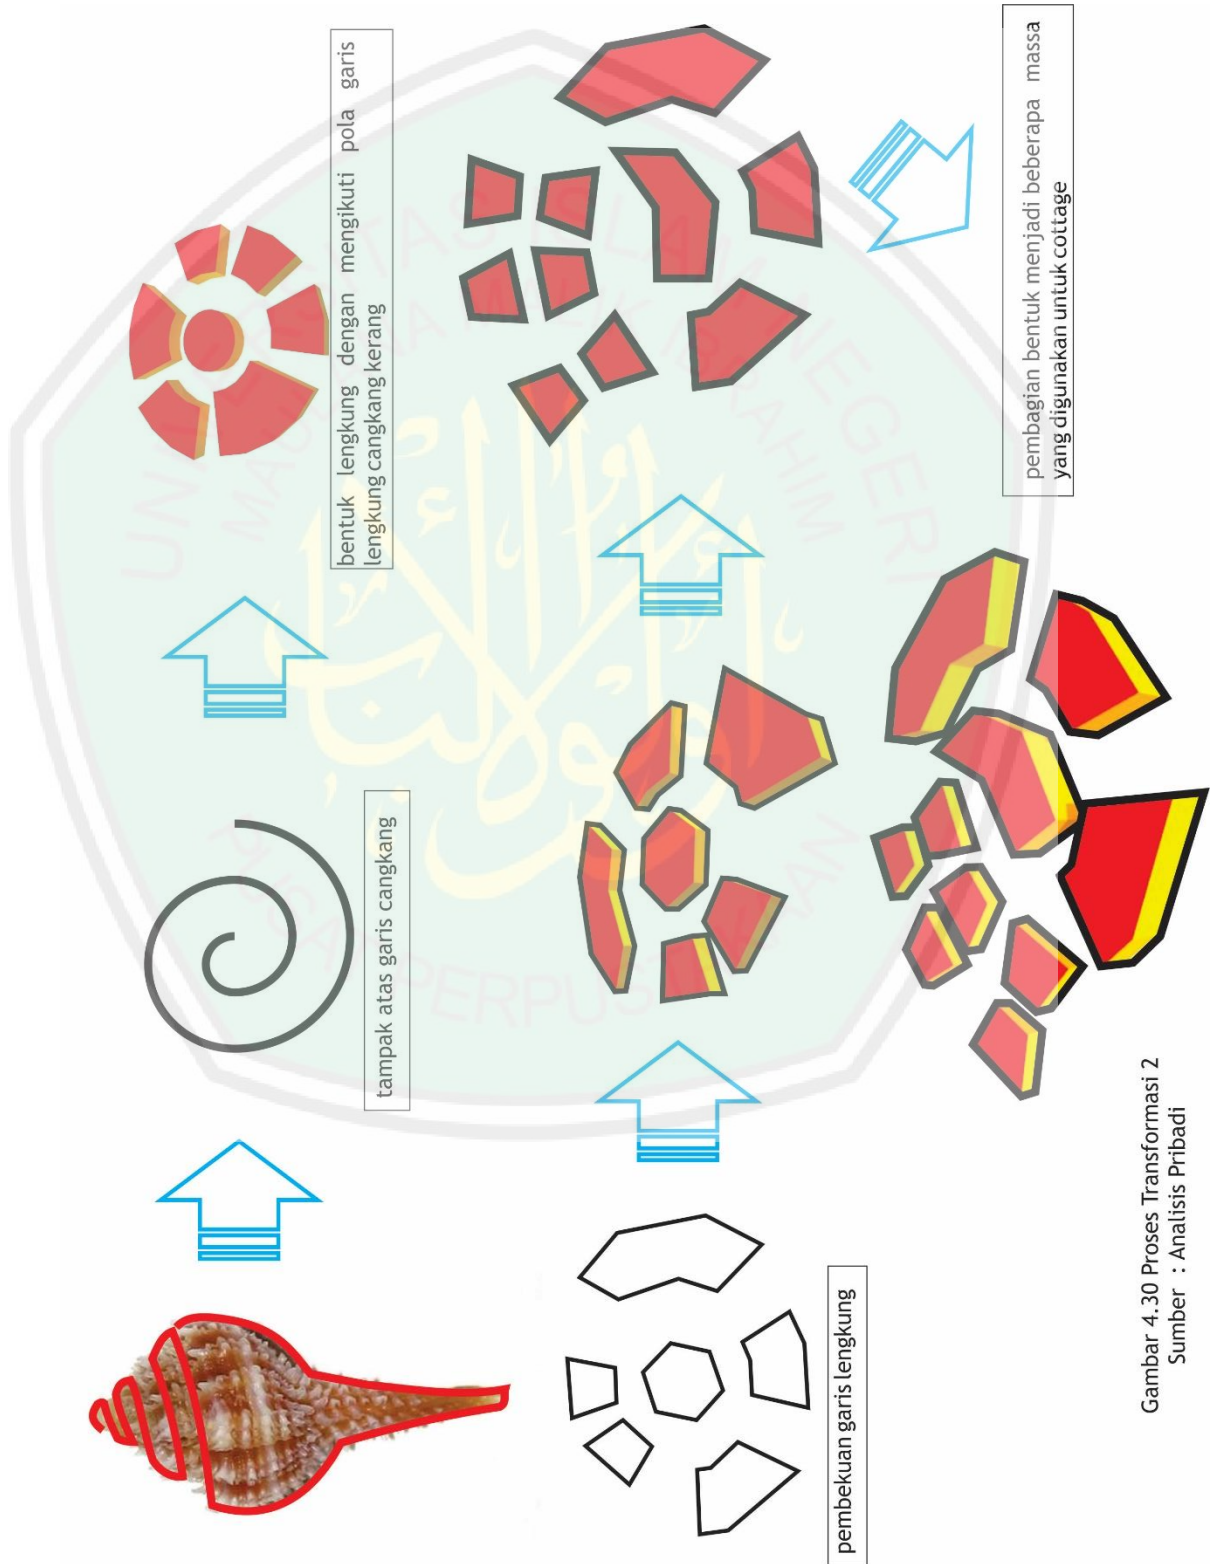 tampak atas garis cangkang
bentuk lengkung dengan mengikuti pola garis
lengkung cangkang kerang
pembekuan garis lengkung
pembagian bentuk menjadi beberapa massa
yang digunakan untuk cottage
Gambar 4.30 Proses Transformasi 2
Sumber : Analisis Pribadi